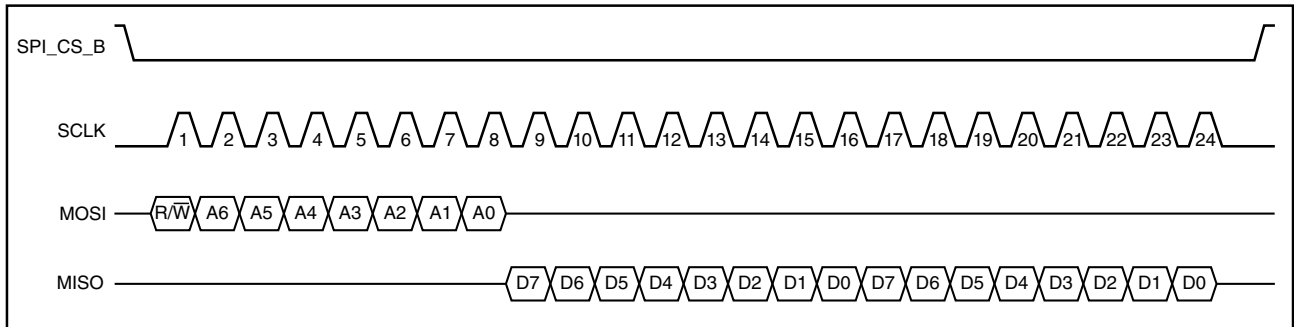 SPI_CS_B
SCLK 1 2 3 4 5 6 7 8 9 10 11 12 13 14 15 16 17 18 19 20 21 22 23 24
MOSI R/W̅ A6 A5 A4 A3 A2 A1 A0
MISO D7 D6 D5 D4 D3 D2 D1 D0 D7 D6 D5 D4 D3 D2 D1 D0